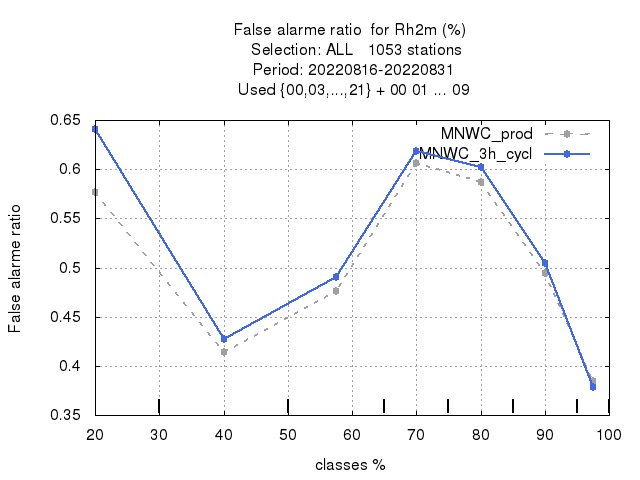 False alarme ratio for Rh2m (%)
Selection: ALL 1053 stations
Period: 20220816-20220831
Used {00,03,...,21} + 00 01 ... 09
MNWC_prod
MNWC_3h_cycl
False alarme ratio
0.65
0.6
0.55
0.5
0.45
0.4
0.35
20 30 40 50 60 70 80 90 100
classes %